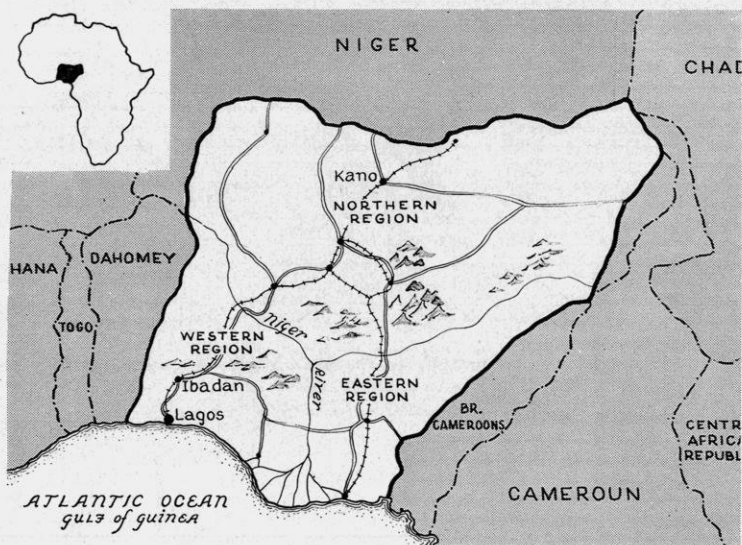 NIGER
CHAD
Kano
NORTHERN
REGION
HANA
DAHOMEY
TOGO
WESTERN
REGION
Niger
River
Ibadan
EASTERN
REGION
Lagos
BR.
CAMEROONS
CENTR
AFRICA
REPUBL
CAMEROUN
ATLANTIC OCEAN
gulf of guinea